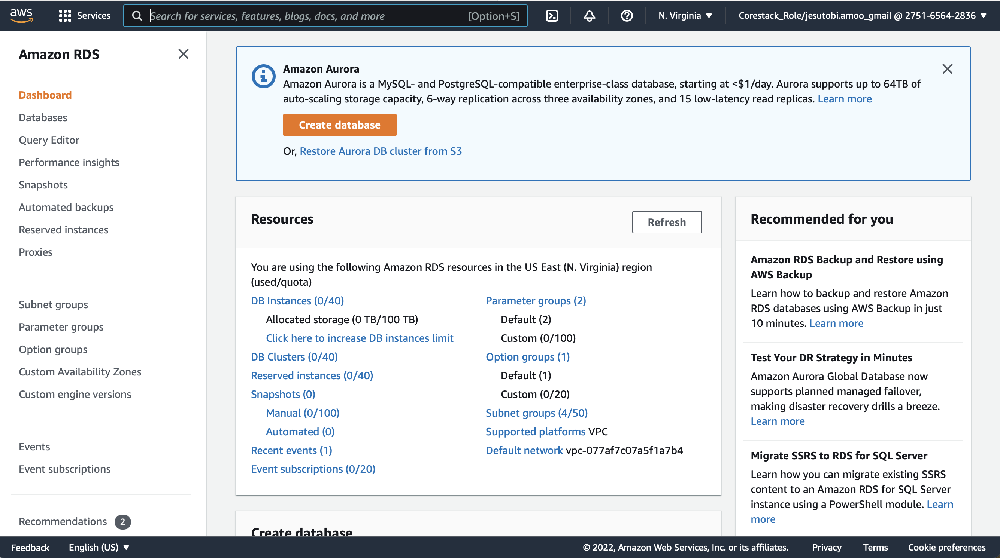 aws
Services
Search for services, features, blogs, docs, and more
[Option+S]
N. Virginia ▼
Corestack_Role/jesutobi.amoo_gmail @ 2751-6564-2836 ▼
Amazon RDS
Dashboard
Databases
Query Editor
Performance insights
Snapshots
Automated backups
Reserved instances
Proxies
Subnet groups
Parameter groups
Option groups
Custom Availability Zones
Custom engine versions
Events
Event subscriptions
Recommendations 2
Amazon Aurora
Amazon Aurora is a MySQL- and PostgreSQL-compatible enterprise-class database, starting at <$1/day. Aurora supports up to 64TB of
auto-scaling storage capacity, 6-way replication across three availability zones, and 15 low-latency read replicas. Learn more
Create database
Or, Restore Aurora DB cluster from S3
Resources
Refresh
You are using the following Amazon RDS resources in the US East (N. Virginia) region
(used/quota)
DB Instances (0/40)
Allocated storage (0 TB/100 TB)
Click here to increase DB instances limit
DB Clusters (0/40)
Reserved instances (0/40)
Snapshots (0)
Manual (0/100)
Automated (0)
Recent events (1)
Event subscriptions (0/20)
Parameter groups (2)
Default (2)
Custom (0/100)
Option groups (1)
Default (1)
Custom (0/20)
Subnet groups (4/50)
Supported platforms VPC
Default network vpc-077af7c07a5f1a7b4
Create database
Recommended for you
Amazon RDS Backup and Restore using
AWS Backup
Learn how to backup and restore Amazon
RDS databases using AWS Backup in just
10 minutes. Learn more
Test Your DR Strategy in Minutes
Amazon Aurora Global Database now
supports planned managed failover,
making disaster recovery drills a breeze.
Learn more
Migrate SSRS to RDS for SQL Server
Learn how you can migrate existing SSRS
content to an Amazon RDS for SQL Server
instance using a PowerShell module. Learn
more
Feedback
English (US) ▼
© 2022, Amazon Web Services, Inc. or its affiliates.
Privacy
Terms
Cookie preferences